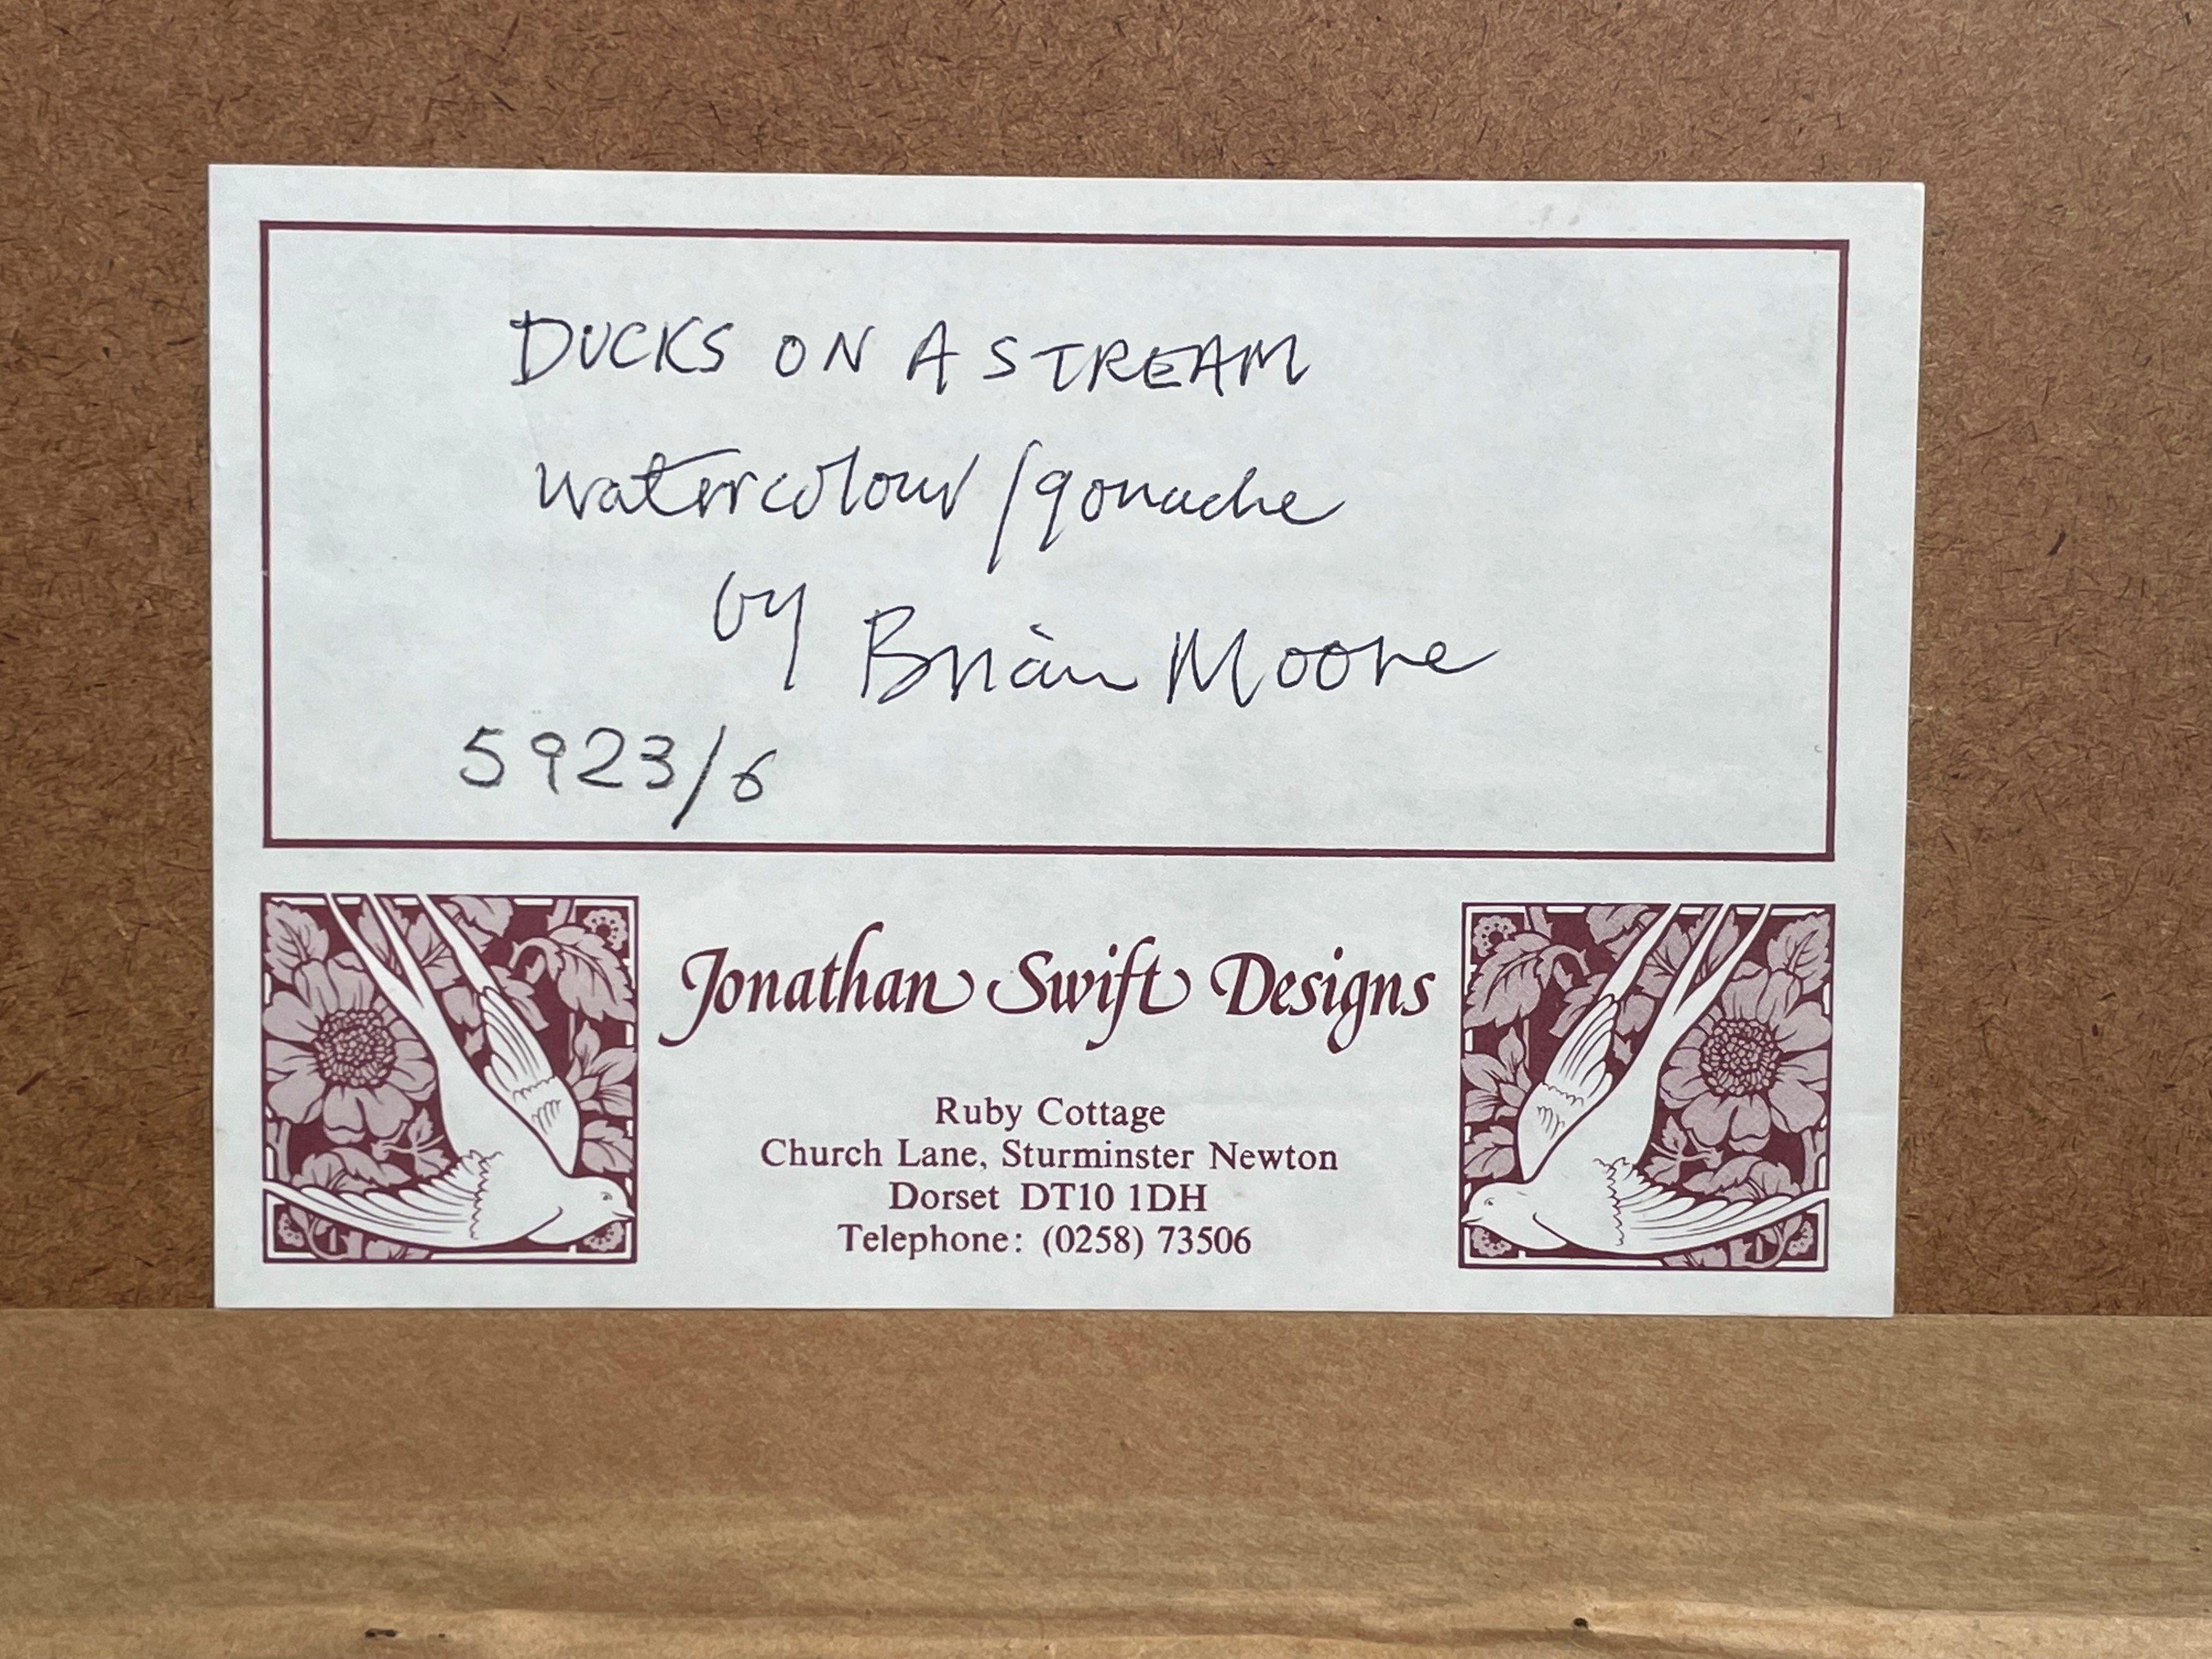 DUCKS ON A STREAM
watercolour/gouache
by Brian Moore
5923/6
Jonathan Swift Designs
Ruby Cottage
Church Lane, Sturminster Newton
Dorset DT10 1DH
Telephone: (0258) 73506